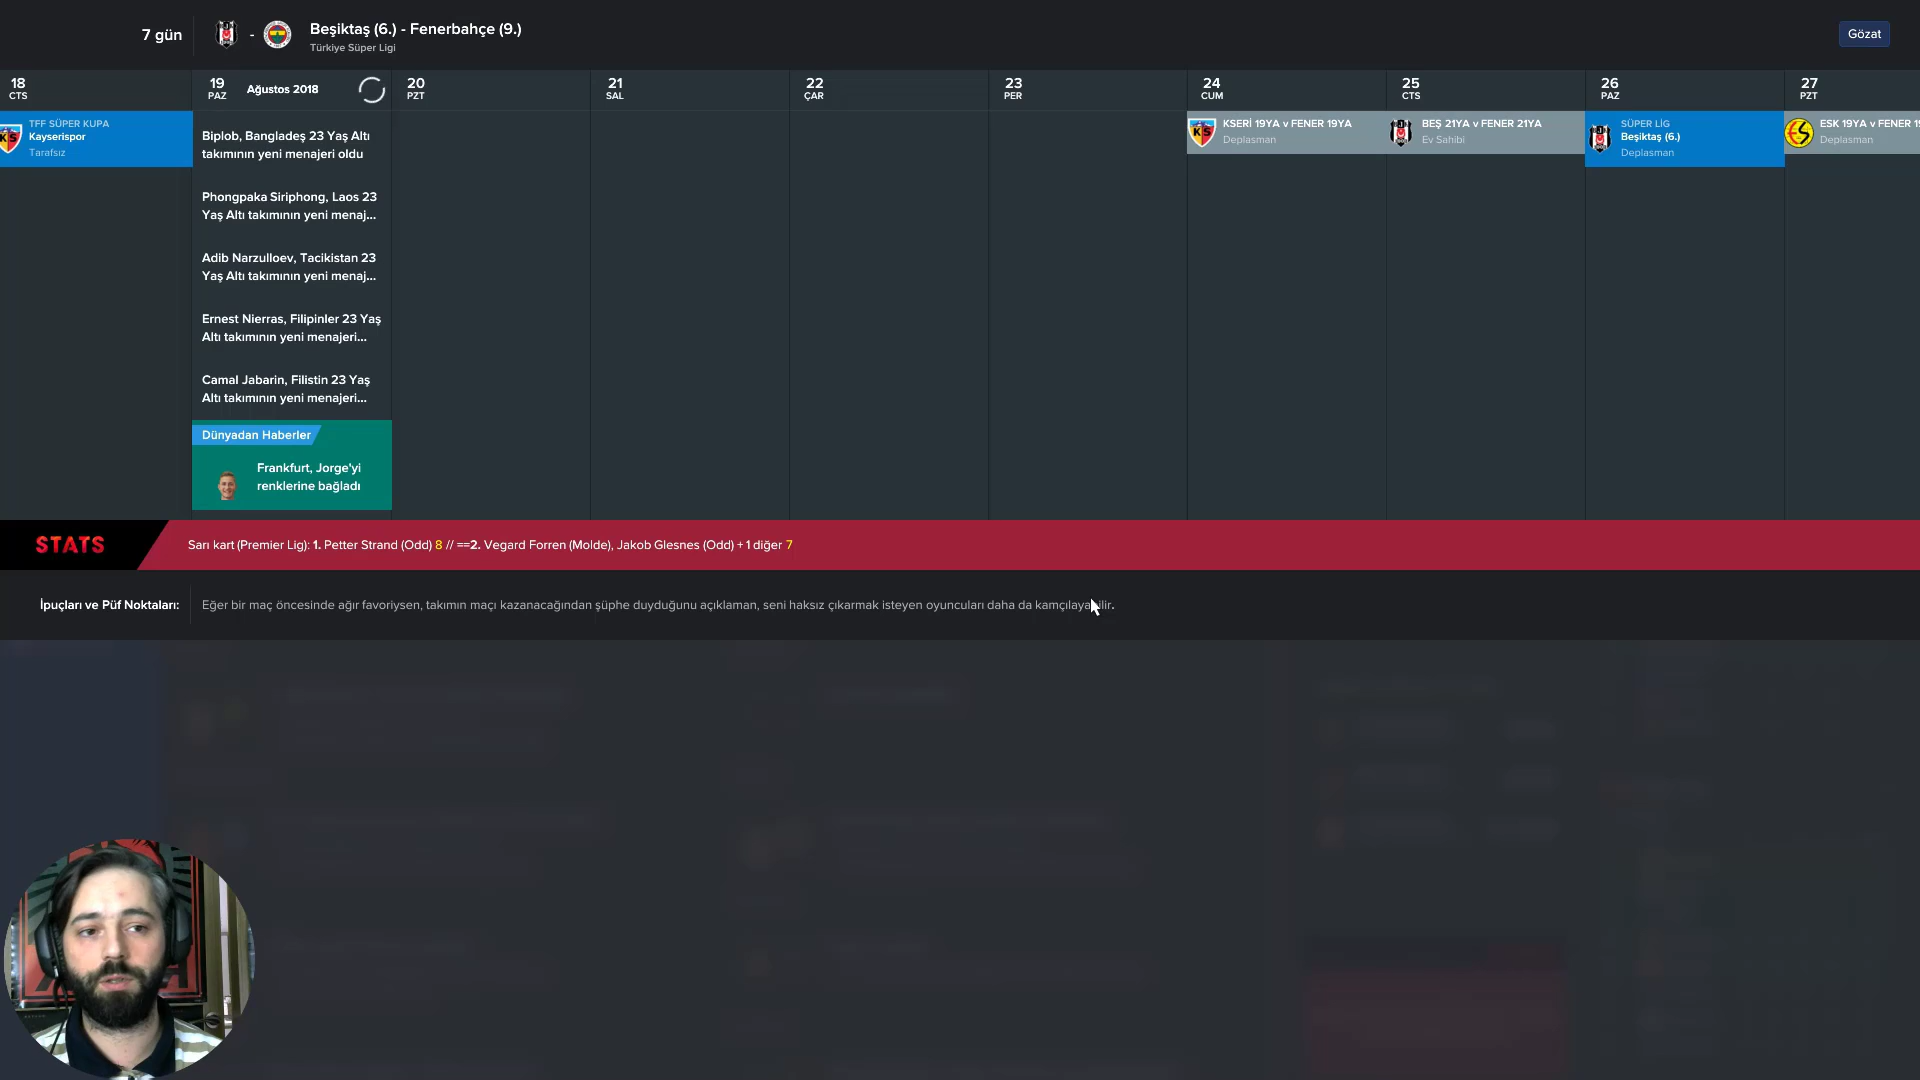 7 gün
-
Beşiktaş (6.) - Fenerbahçe (9.)
Türkiye Süper Ligi
Gözat
18
CTS
19
PAZ
Ağustos 2018
20
PZT
21
SAL
22
ÇAR
23
PER
24
CUM
25
CTS
26
PAZ
27
PZT
TFF SÜPER KUPA
Kayserispor
Tarafsız
Biplob, Bangladeş 23 Yaş Altı
takımının yeni menajeri oldu
Phongpaka Siriphong, Laos 23
Yaş Altı takımının yeni menaj...
Adib Narzulloev, Tacikistan 23
Yaş Altı takımının yeni menaj...
Ernest Nierras, Filipinler 23 Yaş
Altı takımının yeni menajeri...
Camal Jabarin, Filistin 23 Yaş
Altı takımının yeni menajeri...
Dünyadan Haberler
Frankfurt, Jorge'yi
renklerine bağladı
KSERİ 19YA v FENER 19YA
Deplasman
BEŞ 21YA v FENER 21YA
Ev Sahibi
SÜPER LİG
Beşiktaş (6.)
Deplasman
ESK 19YA v FENER 19
Deplasman
STATS
Sarı kart (Premier Lig): 1. Petter Strand (Odd) 8 // ==2. Vegard Forren (Molde), Jakob Glesnes (Odd) + 1 diğer 7
İpuçları ve Püf Noktaları:
Eğer bir maç öncesinde ağır favoriysen, takımın maçı kazanacağından şüphe duyduğunu açıklaman, seni haksız çıkarmak isteyen oyuncuları daha da kamçılayabilir.